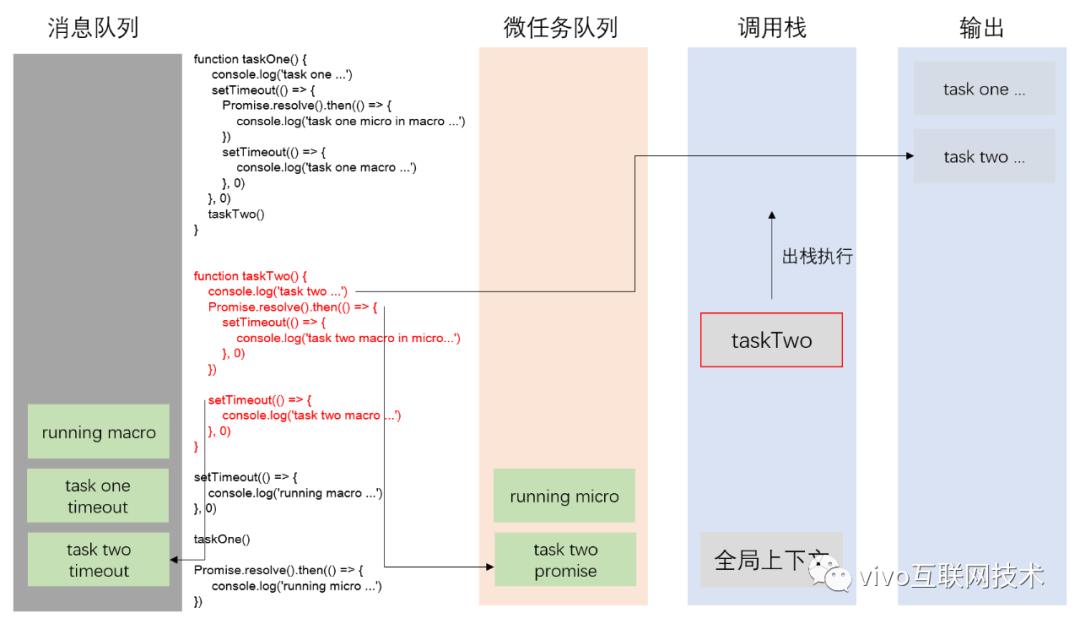 消息队列
微任务队列
调用栈
输出
function taskOne() {
console.log('task one ...')
setTimeout(() => {
Promise.resolve().then(() => {
console.log('task one micro in macro ...')
})
setTimeout(() => {
console.log('task one macro ...')
}, 0)
}, 0)
taskTwo()
}
function taskTwo() {
console.log('task two ...')
Promise.resolve().then(() => {
setTimeout(() => {
console.log('task two macro in micro...')
}, 0)
})
setTimeout(() => {
console.log('task two macro ...')
}, 0)
}
setTimeout(() => {
console.log('running macro ...')
}, 0)
taskOne()
Promise.resolve().then(() => {
console.log('running micro ...')
})
running macro
task one
timeout
task two
timeout
running micro
task two
promise
出栈执行
taskTwo
全局上下文
task one ...
task two ...
vivo互联网技术